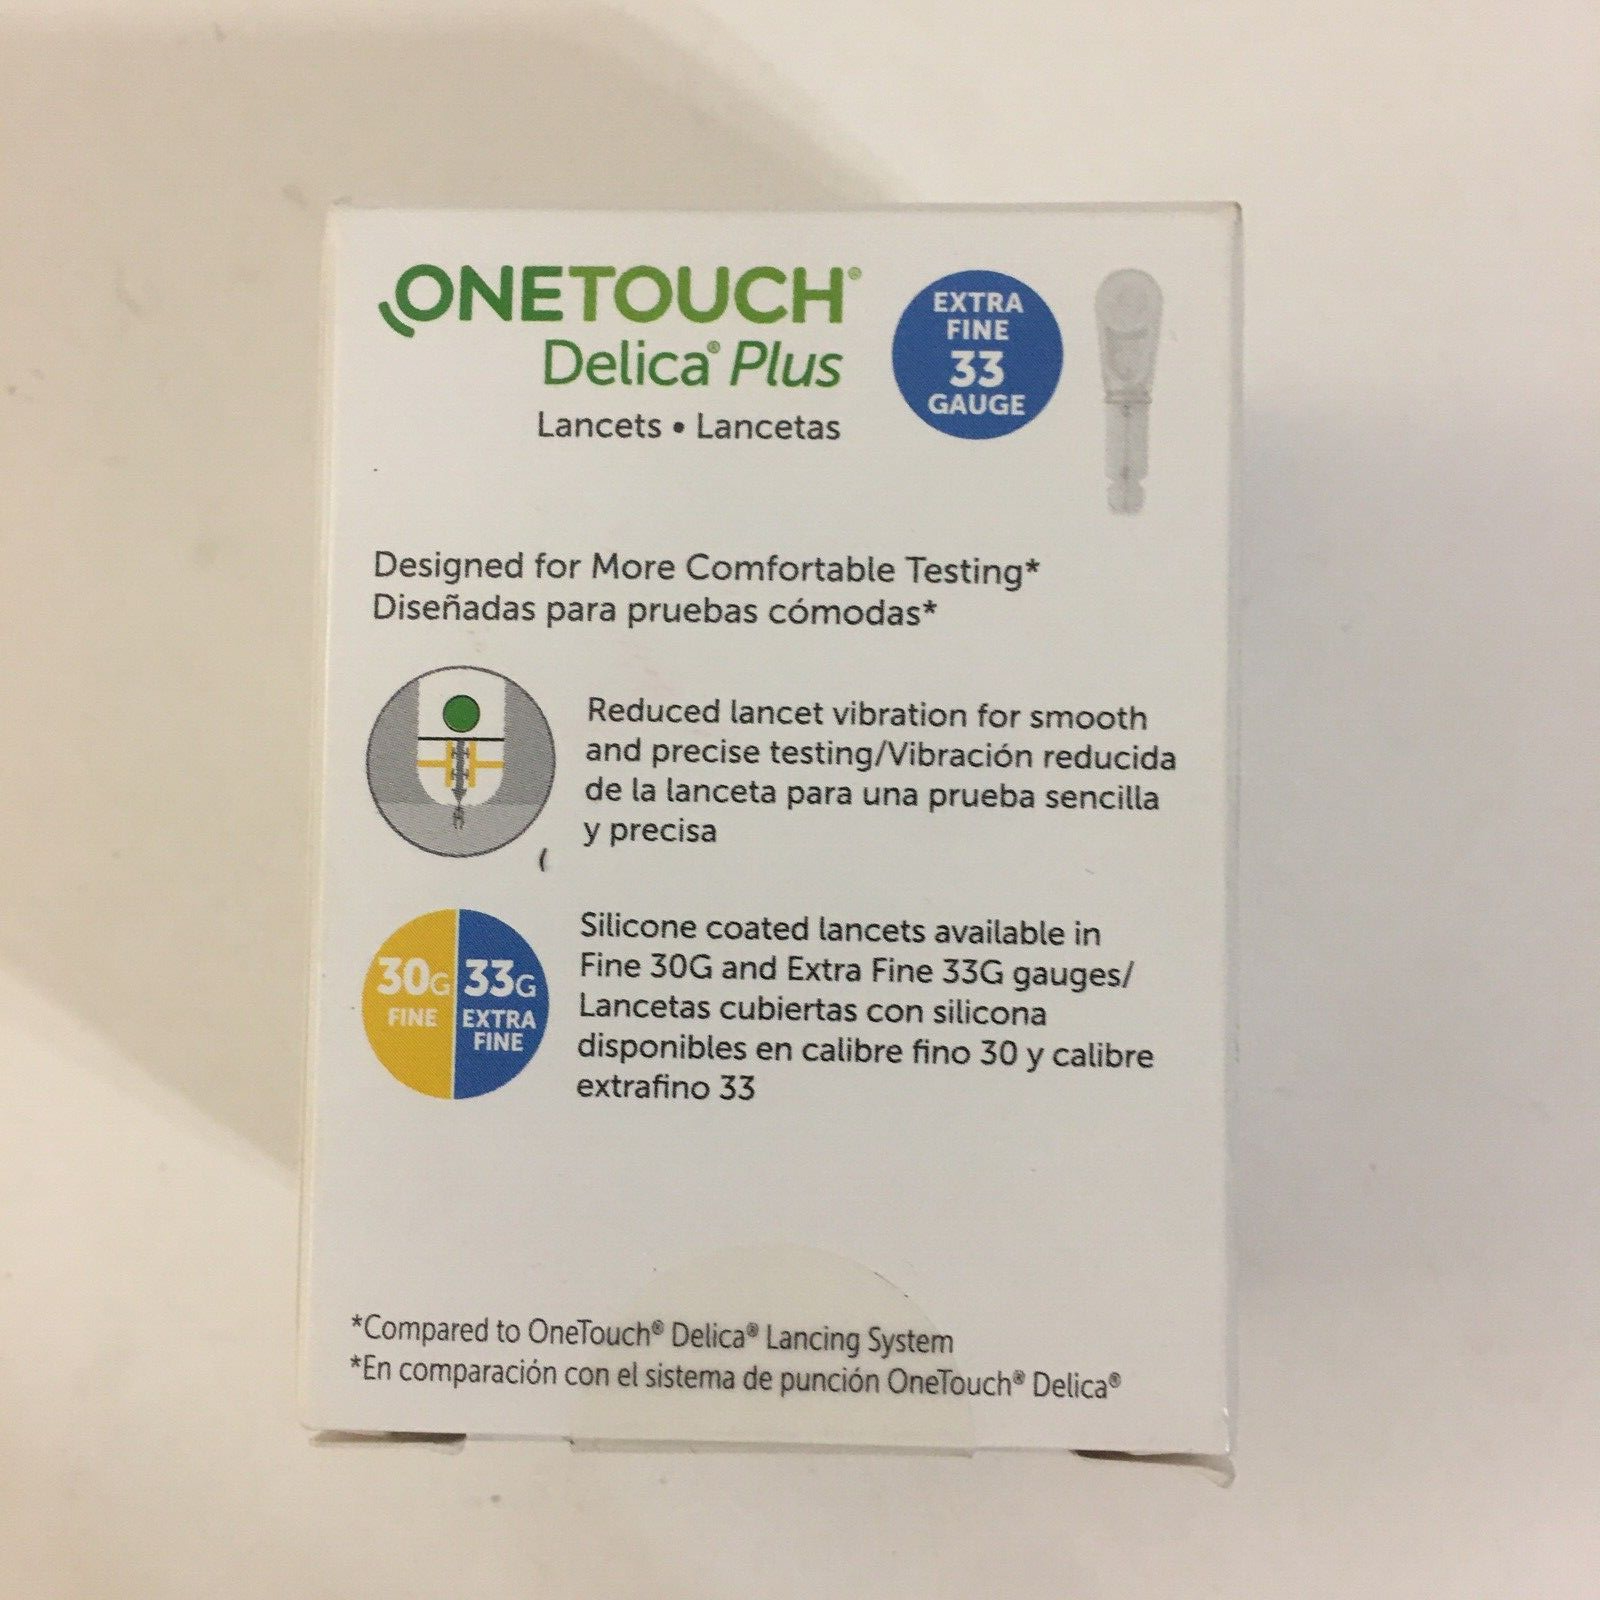 ONETOUCH®
Delica® Plus
Lancets • Lancetas
EXTRA
FINE
33
GAUGE
Designed for More Comfortable Testing*
Diseñadas para pruebas cómodas*
Reduced lancet vibration for smooth
and precise testing/Vibración reducida
de la lanceta para una prueba sencilla
y precisa
30G
FINE
33G
EXTRA
FINE
Silicone coated lancets available in
Fine 30G and Extra Fine 33G gauges/
Lancetas cubiertas con silicona
disponibles en calibre fino 30 y calibre
extrafino 33
*Compared to OneTouch® Delica® Lancing System
*En comparación con el sistema de punción OneTouch® Delica®